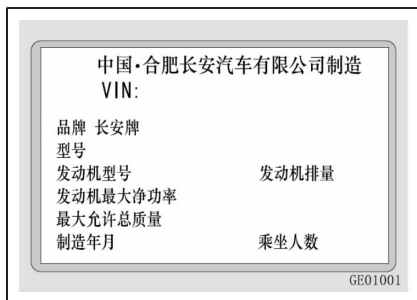 中国·合肥长安汽车有限公司制造
VIN:
品牌 长安牌
型号
发动机型号 发动机排量
发动机最大净功率
最大允许总质量
制造年月 乘坐人数
GE01001